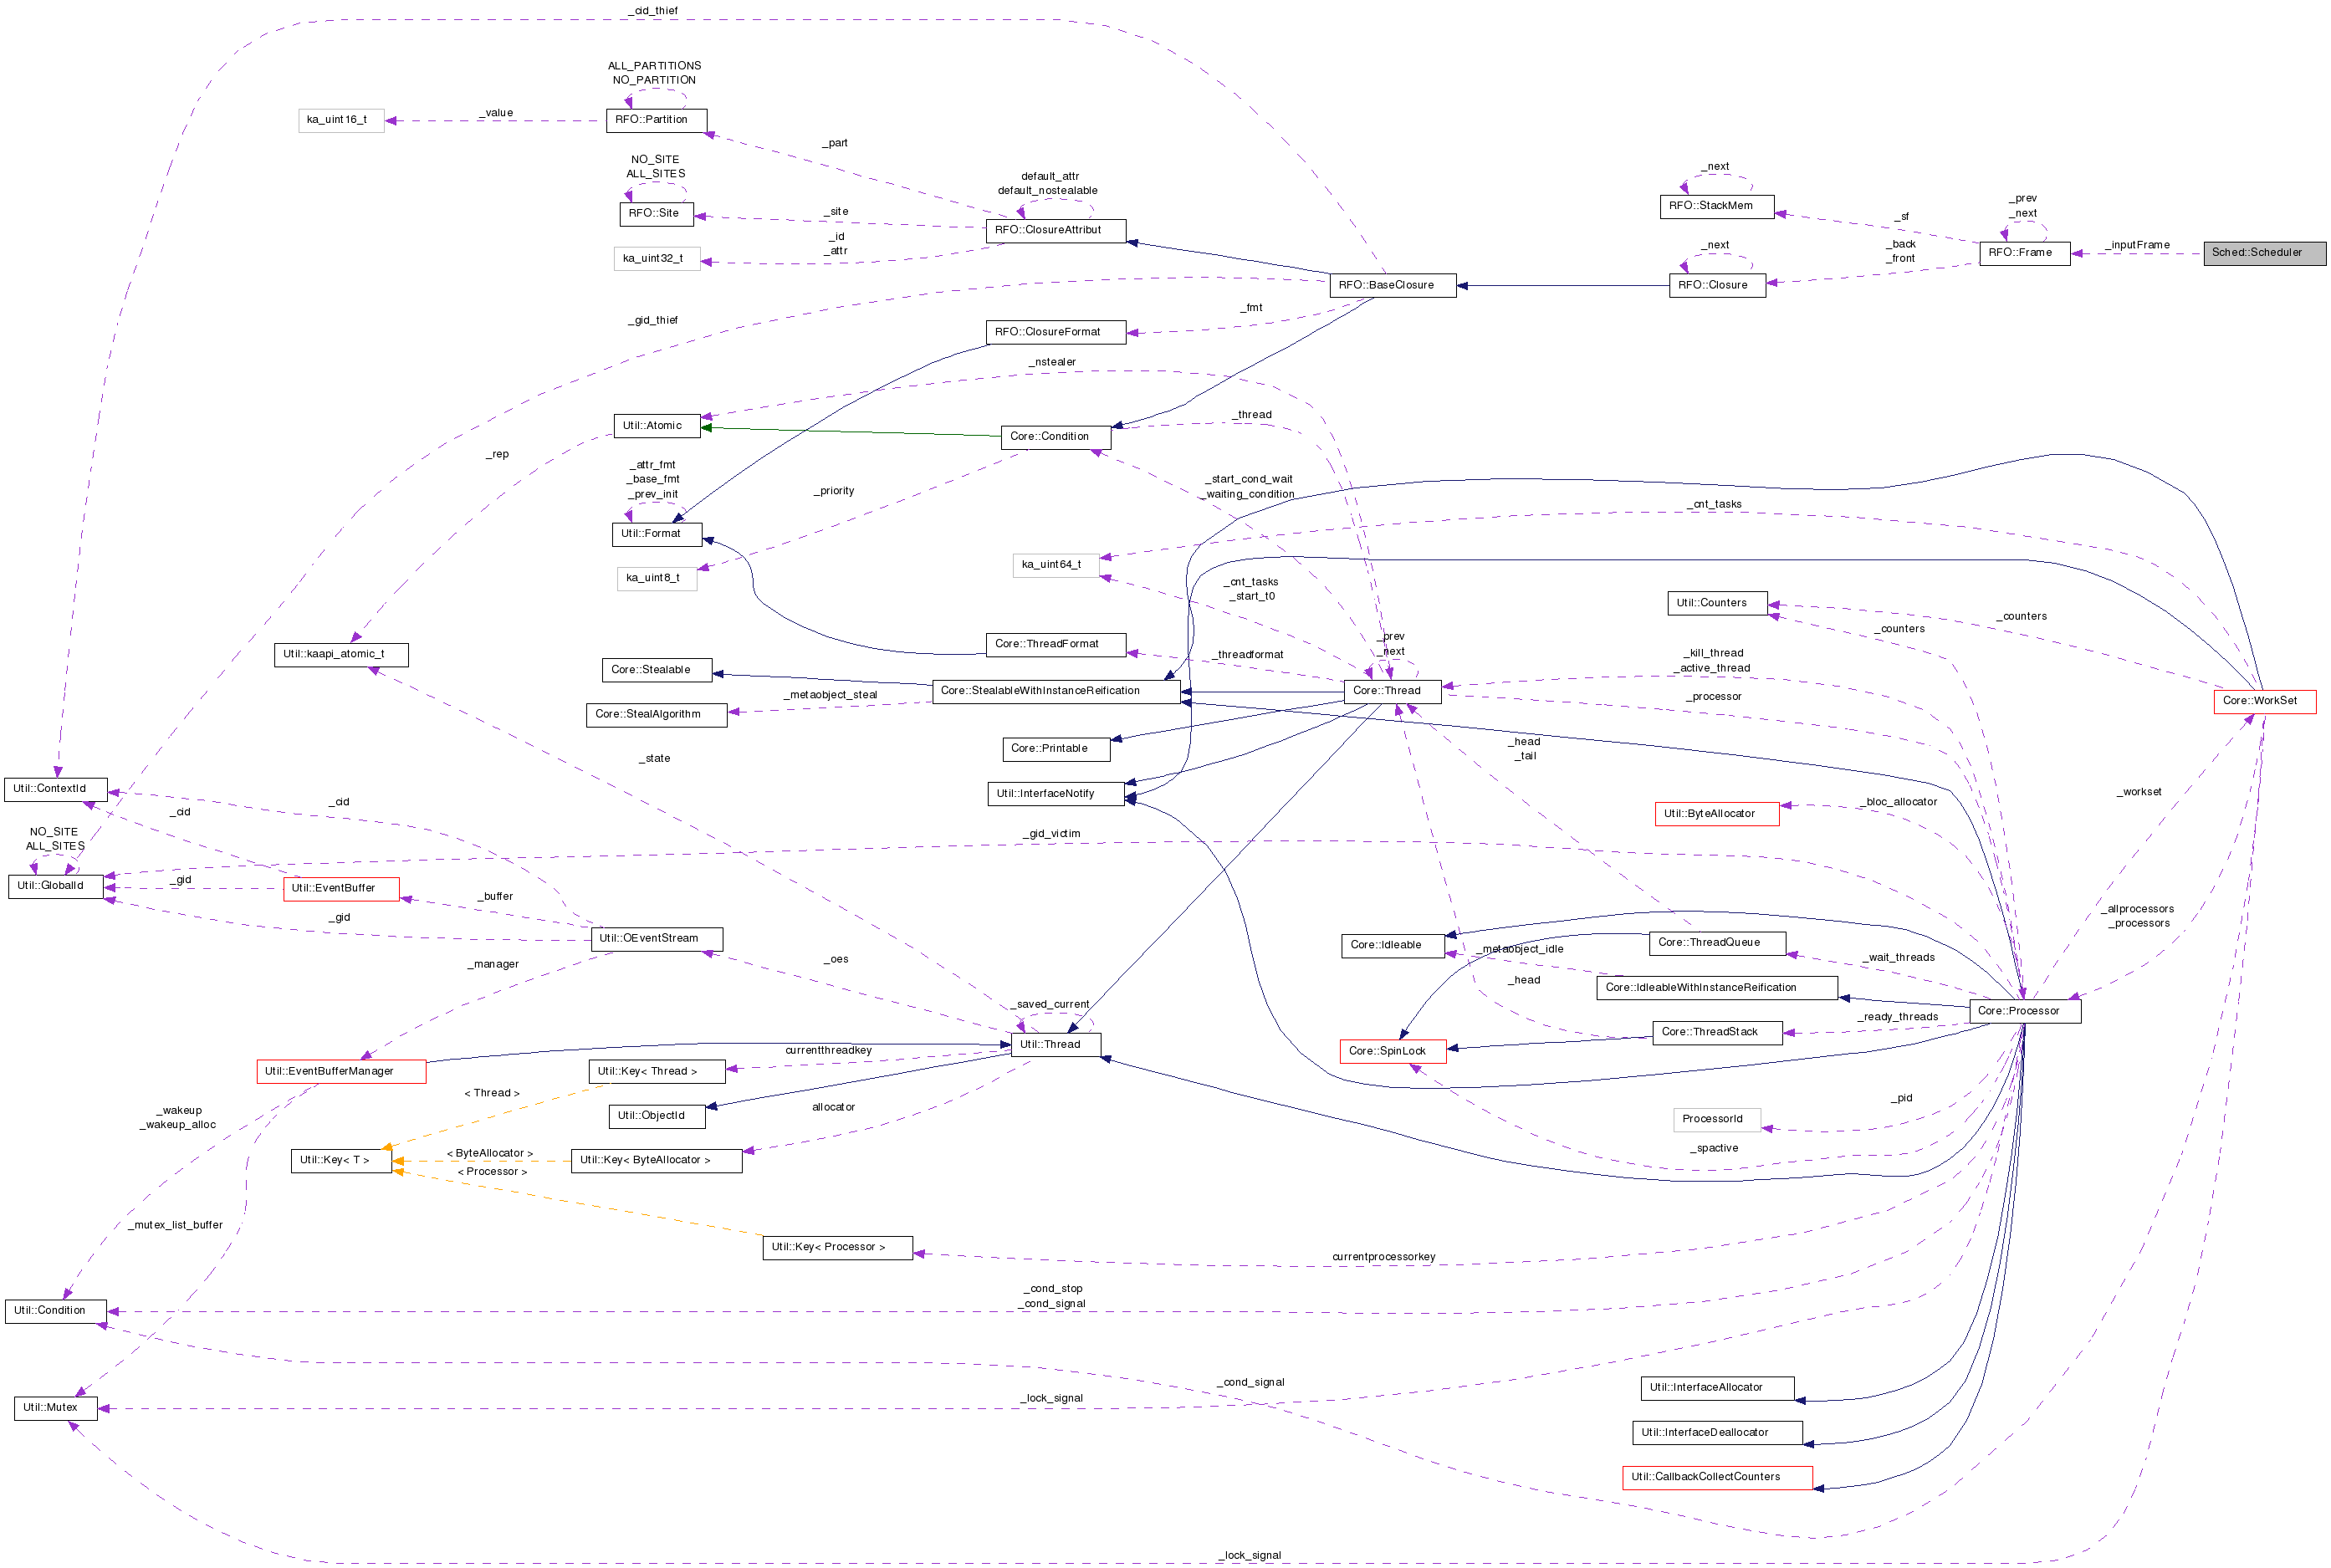 _cid_thief
ALL_PARTITIONS
NO_PARTITION
ka_uint16_t
_value
RFO::Partition
_part
NO_SITE
ALL_SITES
RFO::Site
_site
default_attr
default_nostealable
RFO::ClosureAttribut
_id
_attr
ka_uint32_t
_next
RFO::StackMem
_sf
_prev
_next
RFO::Frame
_inputFrame
Sched::Scheduler
_next
RFO::Closure
_back
_front
RFO::BaseClosure
_gid_thief
RFO::ClosureFormat
_fmt
_nstealer
Util::Atomic
Core::Condition
_thread
_rep
_attr_fmt
_base_fmt
_prev_init
Util::Format
_priority
ka_uint8_t
_start_cond_wait
_waiting_condition
_cnt_tasks
ka_uint64_t
_cnt_tasks
_start_t0
Util::Counters
_counters
_counters
Util::kaapi_atomic_t
Core::ThreadFormat
_threadformat
_prev
_next
_kill_thread
_active_thread
Core::Stealable
Core::StealableWithInstanceReification
_metaobject_steal
Core::StealAlgorithm
Core::Thread
_processor
Core::WorkSet
Core::Printable
_head
_tail
_state
Util::InterfaceNotify
Util::ContextId
_cid
_cid
_workset
_bloc_allocator
Util::ByteAllocator
NO_SITE
ALL_SITES
_gid_victim
Util::GlobalId
_gid
Util::EventBuffer
_buffer
_gid
Util::OEventStream
_allprocessors
_processors
Core::Idleable
Core::ThreadQueue
_metaobject_idle
_wait_threads
_manager
_oes
_head
Core::IdleableWithInstanceReification
_saved_current
Core::Processor
_ready_threads
Core::ThreadStack
Util::Thread
Core::SpinLock
currentthreadkey
Util::EventBufferManager
Util::Key< Thread >
< Thread >
Util::ObjectId
allocator
_wakeup
_wakeup_alloc
_pid
ProcessorId
_spactive
Util::Key< T >
< ByteAllocator >
Util::Key< ByteAllocator >
< Processor >
_mutex_list_buffer
Util::Key< Processor >
currentprocessorkey
_cond_stop
_cond_signal
Util::Condition
_cond_signal
Util::InterfaceAllocator
_lock_signal
Util::Mutex
Util::InterfaceDeallocator
Util::CallbackCollectCounters
_lock_signal